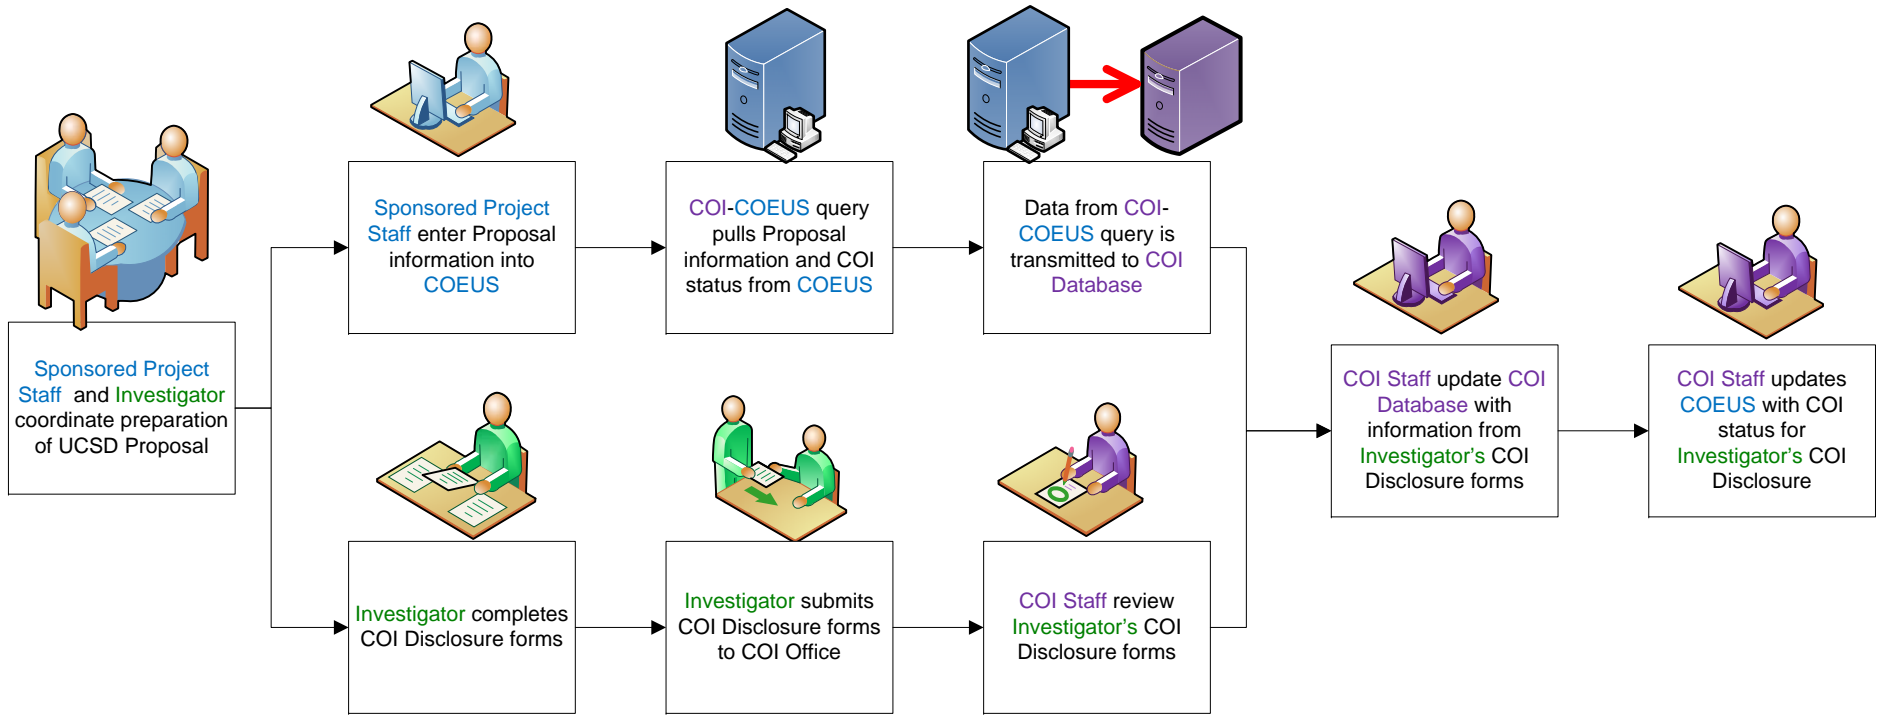 Sponsored Project
Staff and Investigator
coordinate preparation
of UCSD Proposal
Sponsored Project
Staff enter Proposal
information into
COEUS
COI-COEUS query
pulls Proposal
information and COI
status from COEUS
Data from COI-
COEUS query is
transmitted to COI
Database
Investigator completes
COI Disclosure forms
Investigator submits
COI Disclosure forms
to COI Office
COI Staff review
Investigator’s COI
Disclosure forms
COI Staff update COI
Database with
information from
Investigator’s COI
Disclosure forms
COI Staff updates
COEUS with COI
status for
Investigator’s COI
Disclosure